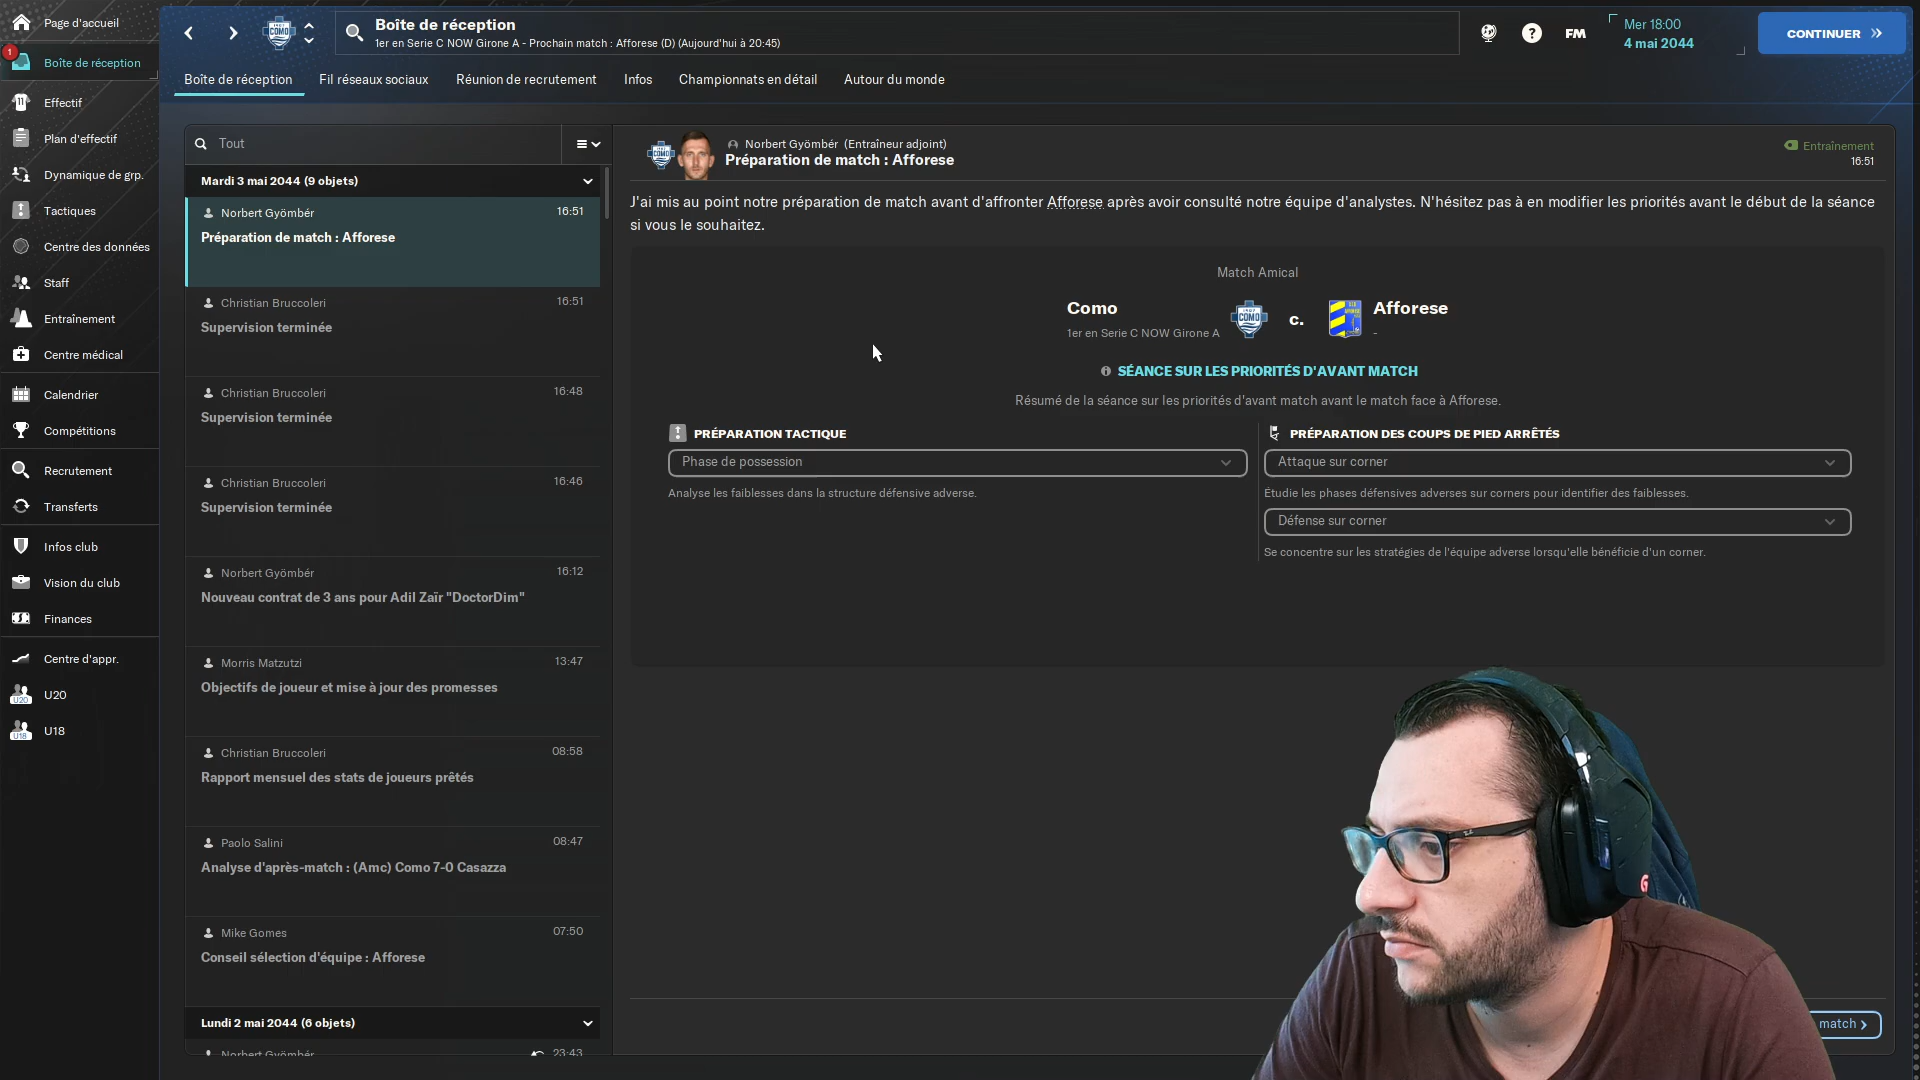 Page d'accueil
1
Boîte de réception
Effectif
Plan d'effectif
Dynamique de grp.
Tactiques
Centre des données
Staff
Entraînement
Centre médical
Calendrier
Compétitions
Recrutement
Transferts
Infos club
Vision du club
Finances
Centre d'appr.
U20
U20
U18
U18
COMO
Boîte de réception
1er en Serie C NOW Girone A - Prochain match : Afforese (D) (Aujourd'hui à 20:45)
?
FM
Mer 18:00
4 mai 2044
CONTINUER
Boîte de réception
Fil réseaux sociaux
Réunion de recrutement
Infos
Championnats en détail
Autour du monde
Tout
Mardi 3 mai 2044 (9 objets)
Norbert Gyömbér 16:51
Préparation de match : Afforese
Christian Bruccoleri 16:51
Supervision terminée
Christian Bruccoleri 16:48
Supervision terminée
Christian Bruccoleri 16:46
Supervision terminée
Norbert Gyömbér 16:12
Nouveau contrat de 3 ans pour Adil Zaïr "DoctorDim"
Morris Matzutzi 13:47
Objectifs de joueur et mise à jour des promesses
Christian Bruccoleri 08:58
Rapport mensuel des stats de joueurs prêtés
Paolo Salini 08:47
Analyse d'après-match : (Amc) Como 7-0 Casazza
Mike Gomes 07:50
Conseil sélection d'équipe : Afforese
Lundi 2 mai 2044 (6 objets)
Norbert Gyömbér 23:43
COMO
Norbert Gyömbér (Entraîneur adjoint)
Préparation de match : Afforese
Entraînement
16:51
J'ai mis au point notre préparation de match avant d'affronter Afforese après avoir consulté notre équipe d'analystes. N'hésitez pas à en modifier les priorités avant le début de la séance
si vous le souhaitez.
Match Amical
Como
1er en Serie C NOW Girone A
COMO
c.
Afforese
-
SÉANCE SUR LES PRIORITÉS D'AVANT MATCH
Résumé de la séance sur les priorités d'avant match avant le match face à Afforese.
PRÉPARATION TACTIQUE
Phase de possession
Analyse les faiblesses dans la structure défensive adverse.
PRÉPARATION DES COUPS DE PIED ARRÊTÉS
Attaque sur corner
Étudie les phases défensives adverses sur corners pour identifier des faiblesses.
Défense sur corner
Se concentre sur les stratégies de l'équipe adverse lorsqu'elle bénéficie d'un corner.
match